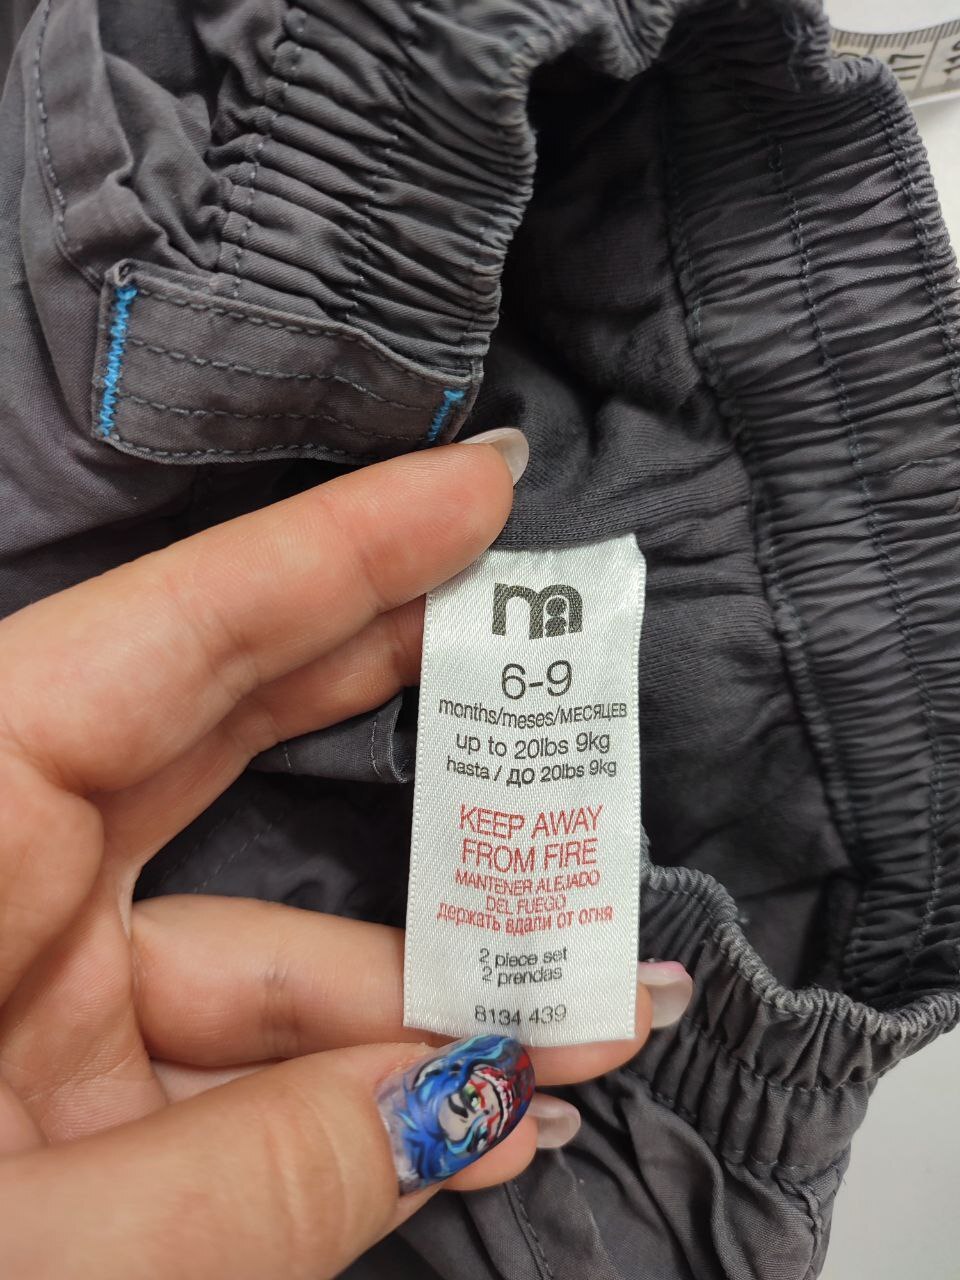 m
6-9
months/meses/МЕСЯЦЕВ
up to 20lbs 9kg
hasta / ДО 20lbs 9kg
KEEP AWAY
FROM FIRE
MANTENER ALEJADO
DEL FUEGO
держать вдали от огня
2 piece set
2 prendas
8134 439
117